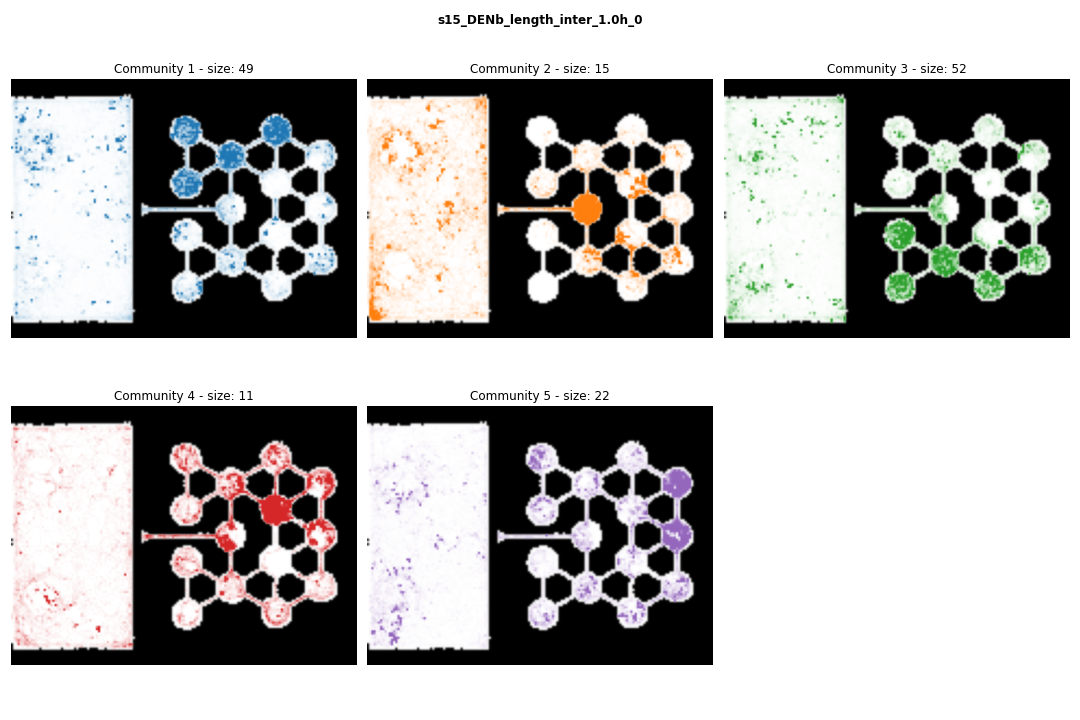 s15_DENb_length_inter_1.0h_0
Community 1 - size: 49
Community 2 - size: 15
Community 3 - size: 52
Community 4 - size: 11
Community 5 - size: 22